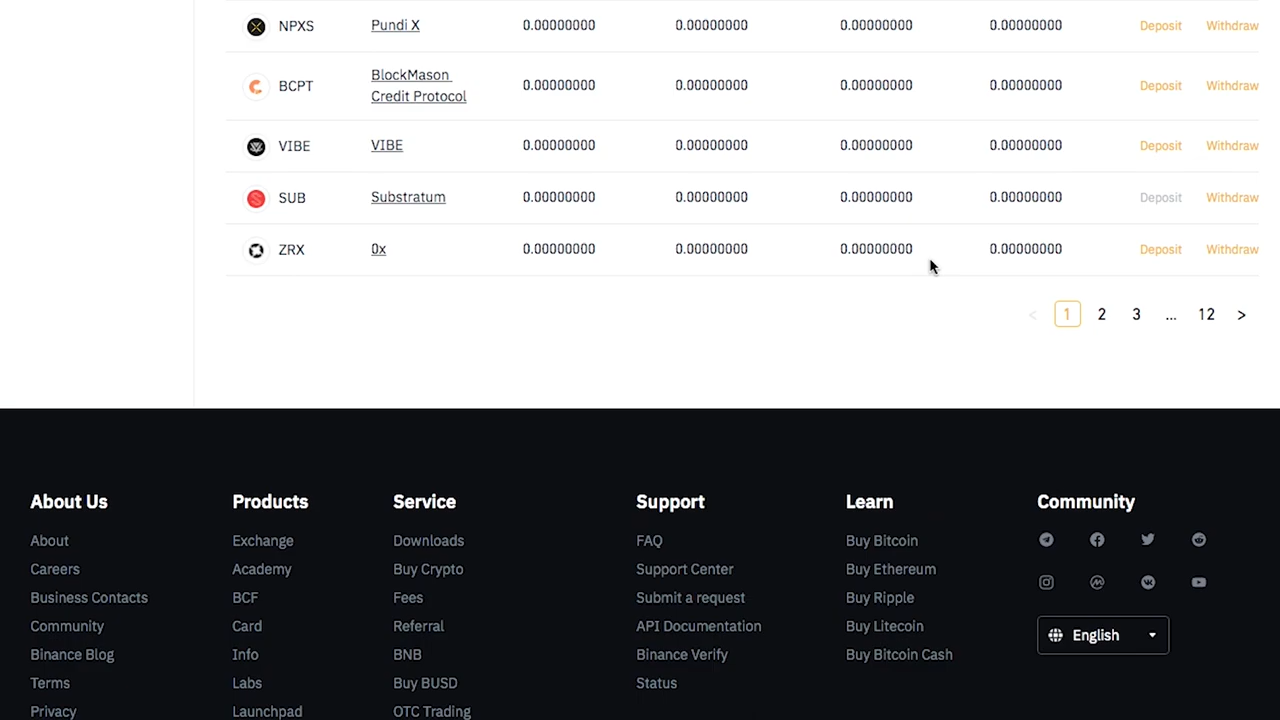 NPXS Pundi X 0.00000000 0.00000000 0.00000000 0.00000000 Deposit Withdraw
BCPT BlockMason Credit Protocol 0.00000000 0.00000000 0.00000000 0.00000000 Deposit Withdraw
VIBE VIBE 0.00000000 0.00000000 0.00000000 0.00000000 Deposit Withdraw
SUB Substratum 0.00000000 0.00000000 0.00000000 0.00000000 Deposit Withdraw
ZRX 0x 0.00000000 0.00000000 0.00000000 0.00000000 Deposit Withdraw
< 1 2 3 ... 12 >
About Us
About
Careers
Business Contacts
Community
Binance Blog
Terms
Privacy
Products
Exchange
Academy
BCF
Card
Info
Labs
Launchpad
Service
Downloads
Buy Crypto
Fees
Referral
BNB
Buy BUSD
OTC Trading
Support
FAQ
Support Center
Submit a request
API Documentation
Binance Verify
Status
Learn
Buy Bitcoin
Buy Ethereum
Buy Ripple
Buy Litecoin
Buy Bitcoin Cash
Community
English